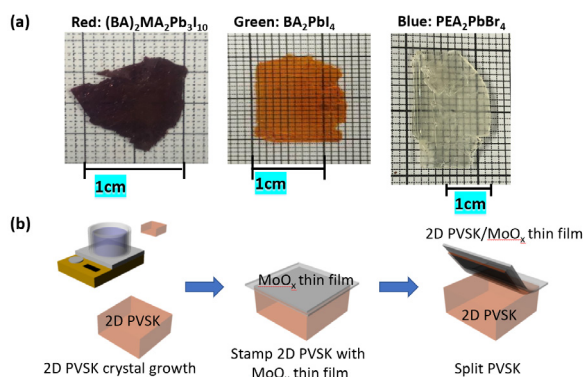 (a) Red: (BA)₂MA₂Pb₃I₁₀ Green: BA₂PbI₄ Blue: PEA₂PbBr₄
1cm 1cm 1cm
(b)
2D PVSK/MoOₓ thin film
MoOₓ thin film
2D PVSK 2D PVSK
2D PVSK crystal growth
Stamp 2D PVSK with
MoOₓ thin film
Split PVSK